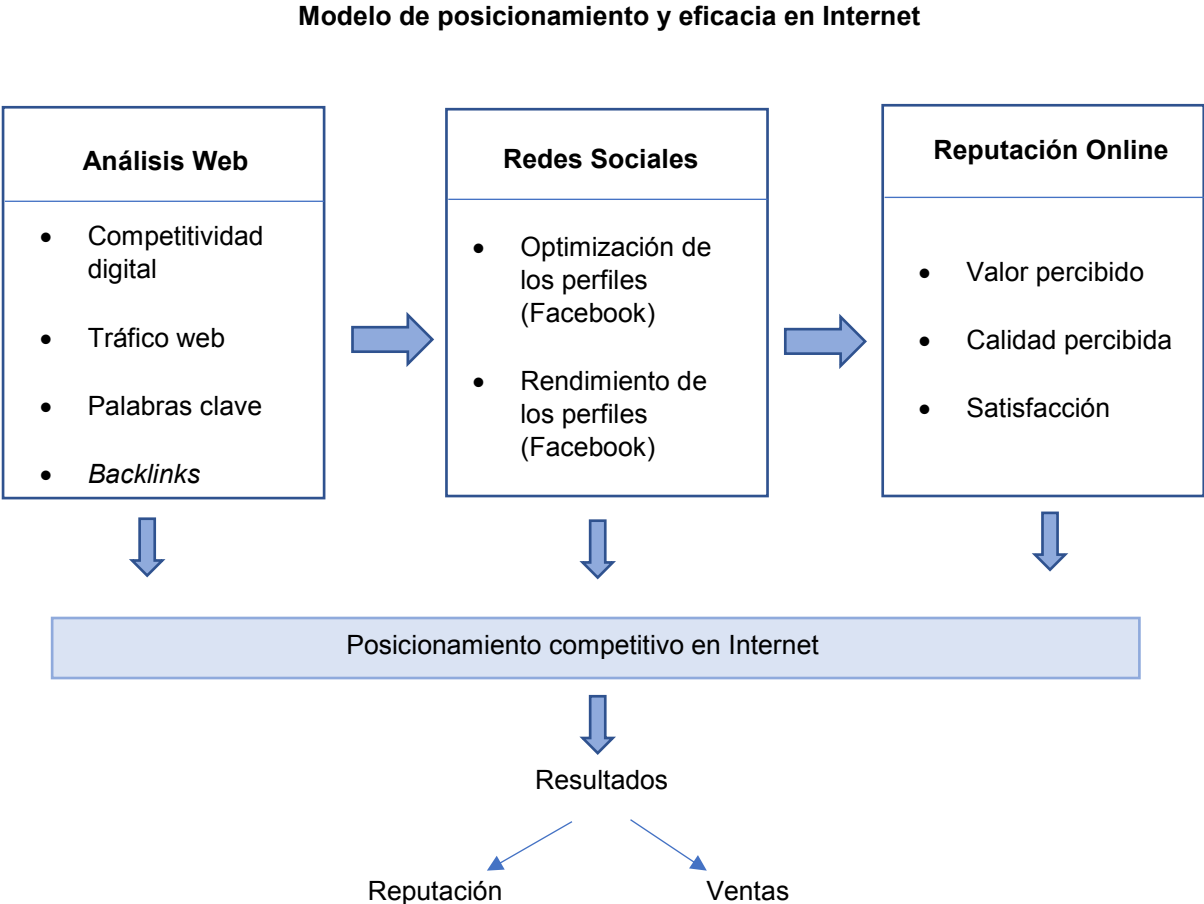 Modelo de posicionamiento y eficacia en Internet
Análisis Web
Competitividad
digital
Tráfico web
Palabras clave
Backlinks
Redes Sociales
Optimización de
los perfiles
(Facebook)
Rendimiento de
los perfiles
(Facebook)
Reputación Online
Valor percibido
Calidad percibida
Satisfacción
Posicionamiento competitivo en Internet
Resultados
Reputación
Ventas